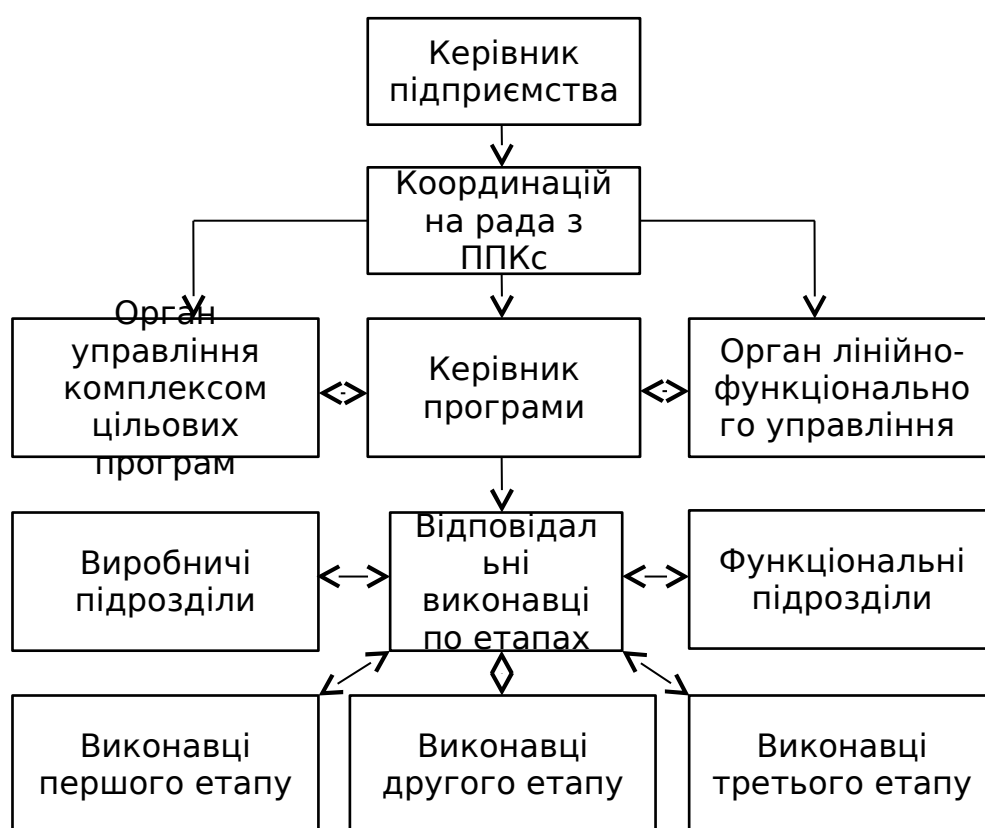 Керівник
підприємства
Координацій
на рада з
ППКс
Орган
управління
комплексом
цільових
програм
Керівник
програми
Орган лінійно-
функціонально
го управління
Виробничі
підрозділи
Відповідал
ьні
виконавці
по етапах
Функціональні
підрозділи
Виконавці
першого етапу
Виконавці
другого етапу
Виконавці
третього етапу